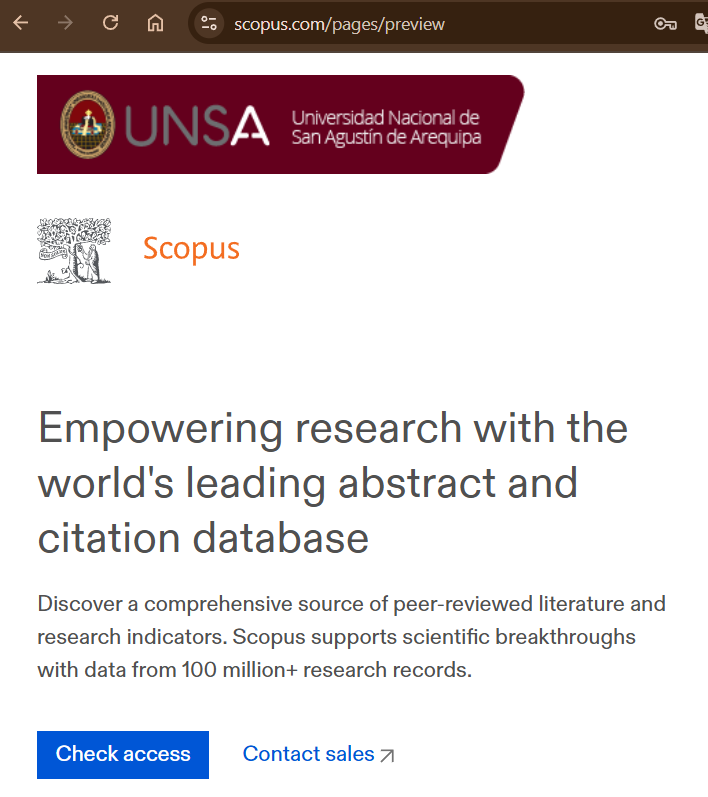 scopus.com/pages/preview
UNSA
Universidad Nacional de
San Agustín de Arequipa
Scopus
Empowering research with the
world's leading abstract and
citation database
Discover a comprehensive source of peer-reviewed literature and
research indicators. Scopus supports scientific breakthroughs
with data from 100 million+ research records.
Check access
Contact sales